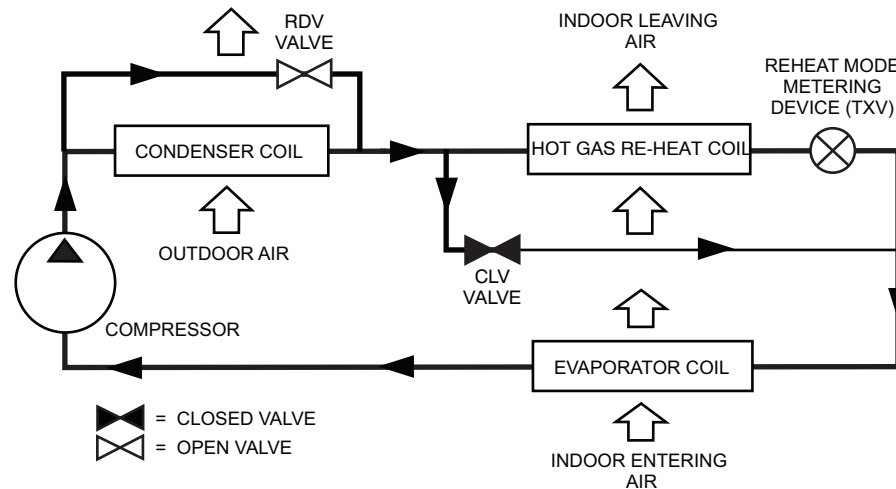 RDV
VALVE
INDOOR LEAVING
AIR
REHEAT MODE
METERING
DEVICE (TXV)
CONDENSER COIL
HOT GAS RE-HEAT COIL
OUTDOOR AIR
CLV
VALVE
COMPRESSOR
EVAPORATOR COIL
= CLOSED VALVE
= OPEN VALVE
INDOOR ENTERING
AIR